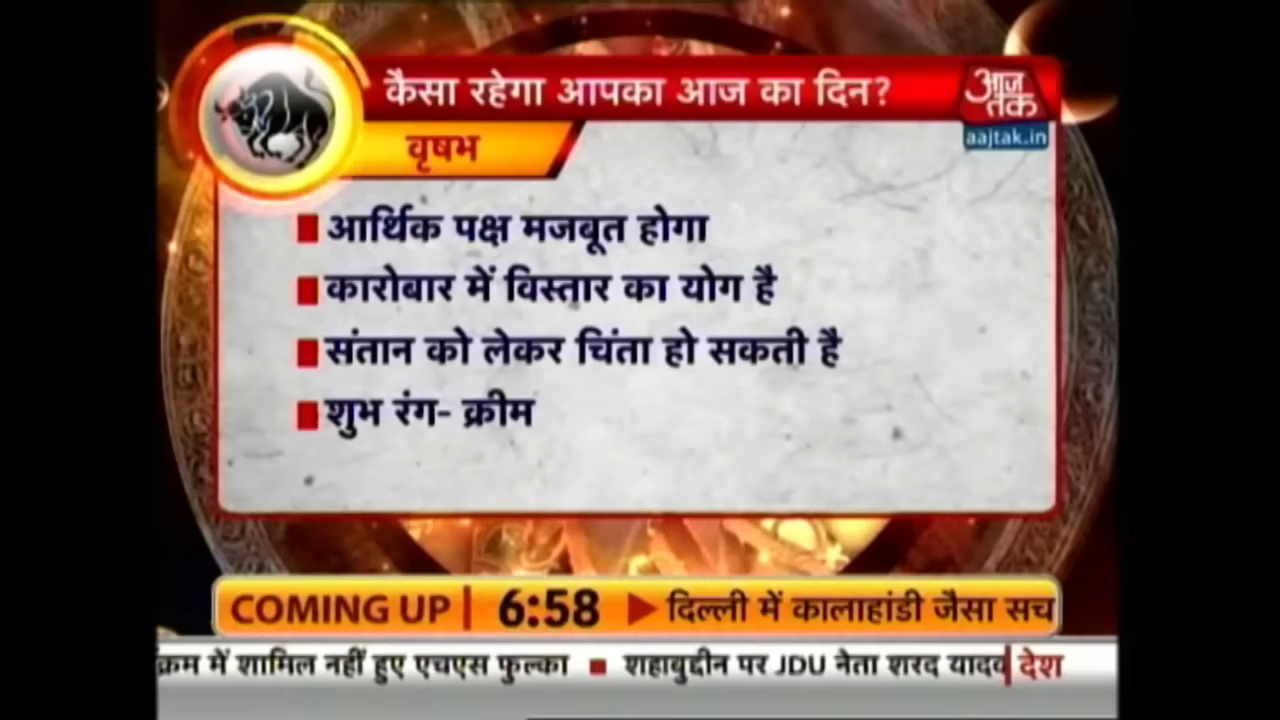 कैसा रहेगा आपका आज का दिन?
आज
तक
aajtak.in
वृषभ
आर्थिक पक्ष मजबूत होगा
कारोबार में विस्तार का योग है
संतान को लेकर चिंता हो सकती है
शुभ रंग- क्रीम
COMING UP 6:58 दिल्ली में कालाहांडी जैसा सच
क्रम में शामिल नहीं हुए एचएस फुल्का ■ शहाबुद्दीन पर JDU नेता शरद यादव देश